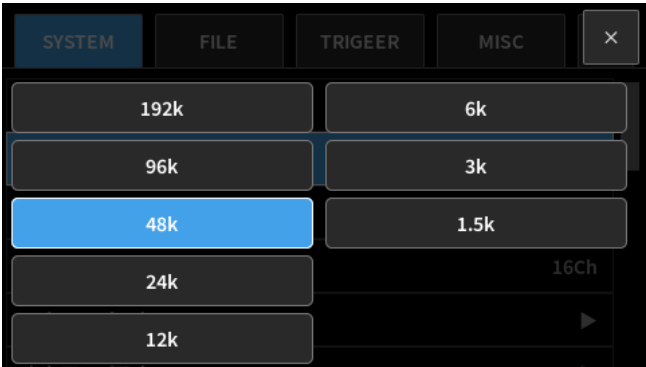 SYSTEM FILE TRIGEER MISC ×
192k 6k
96k 3k
48k 1.5k
24k
16Ch
12k